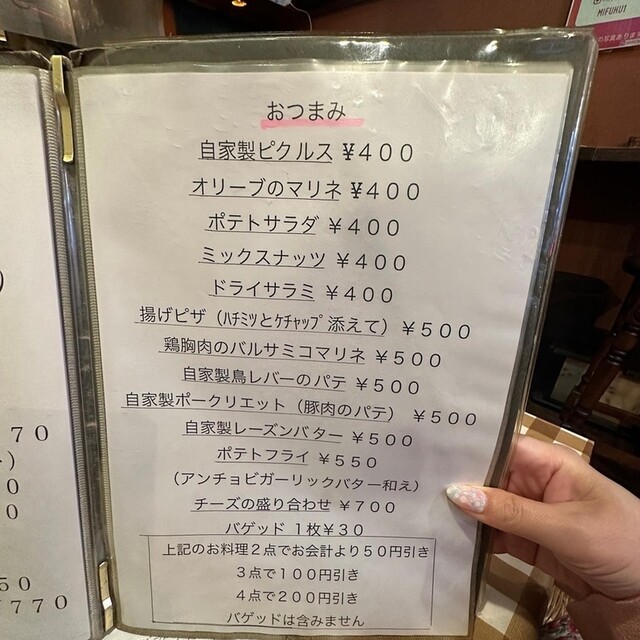 MIFUKU1
おつまみ
自家製ピクルス ¥400
オリーブのマリネ ¥400
ポテトサラダ ¥400
ミックスナッツ ¥400
ドライサラミ ¥400
揚げピザ(ﾊﾁﾐﾂとｹﾁｬｯﾌﾟ添えて) ¥500
鶏胸肉のバルサミコマリネ ¥500
自家製鳥レバーのパテ ¥500
自家製ポークリエット(豚肉のパテ) ¥500
自家製レーズンバター ¥500
ポテトフライ ¥550
(アンチョビガーリックバター和え)
チーズの盛り合わせ ¥700
バゲッド 1枚¥30
上記のお料理2点でお会計より50円引き
3点で100円引き
4点で200円引き
バゲッドは含みません
70
)
0
0
50
770